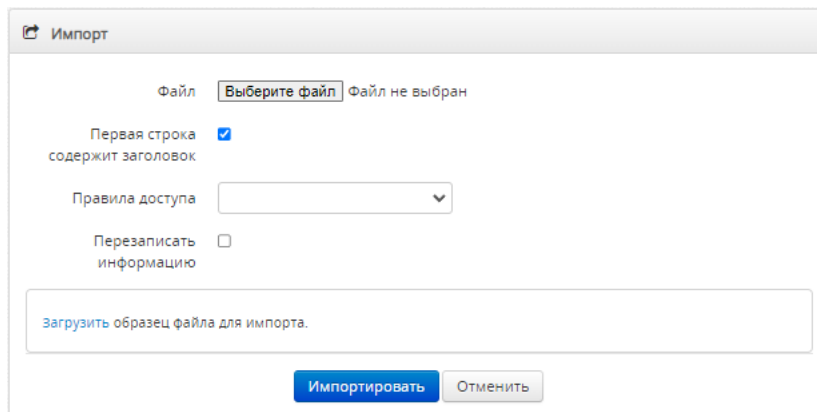 Импорт
Файл Выберите файл Файл не выбран
Первая строка
содержит заголовок
Правила доступа
Перезаписать
информацию
Загрузить образец файла для импорта.
Импортировать Отменить